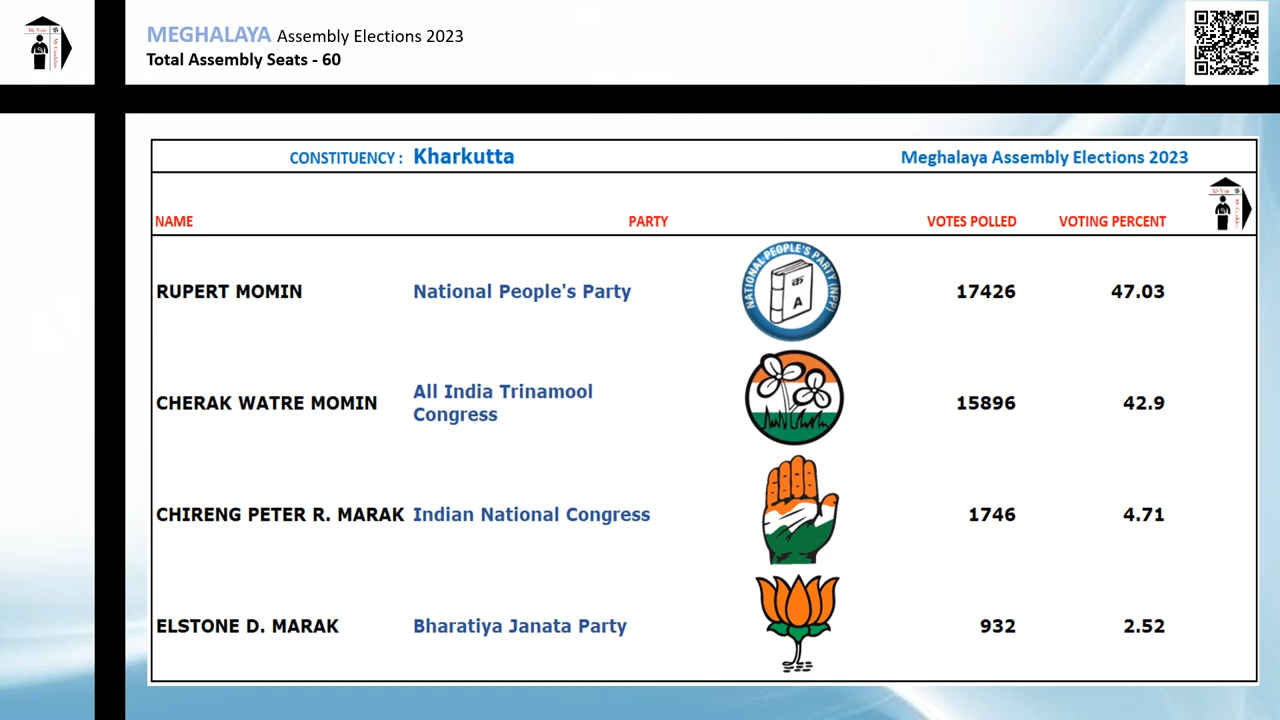 MEGHALAYA Assembly Elections 2023
Total Assembly Seats - 60
CONSTITUENCY : Kharkutta Meghalaya Assembly Elections 2023
NAME PARTY VOTES POLLED VOTING PERCENT
RUPERT MOMIN National People's Party NATIONAL PEOPLE'S PARTY (NPP) क A 17426 47.03
CHERAK WATRE MOMIN All India Trinamool Congress 15896 42.9
CHIRENG PETER R. MARAK Indian National Congress 1746 4.71
ELSTONE D. MARAK Bharatiya Janata Party 932 2.52